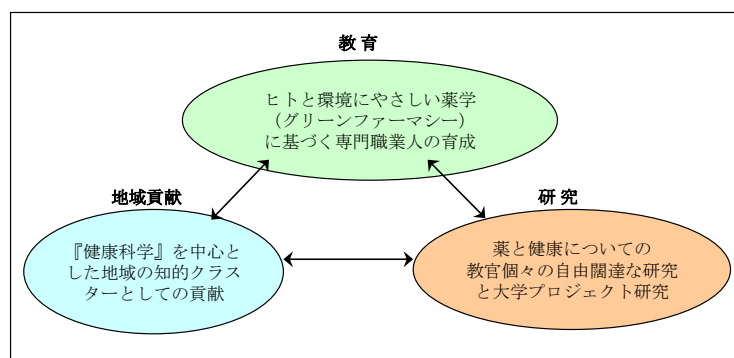 教 育
ヒトと環境にやさしい薬学
（グリーンファーマシー）
に基づく専門職業人の育成
地域貢献
『健康科学』を中心と
した地域の知的クラス
ターとしての貢献
研 究
薬と健康についての
教官個々の自由闊達な研究
と大学プロジェクト研究